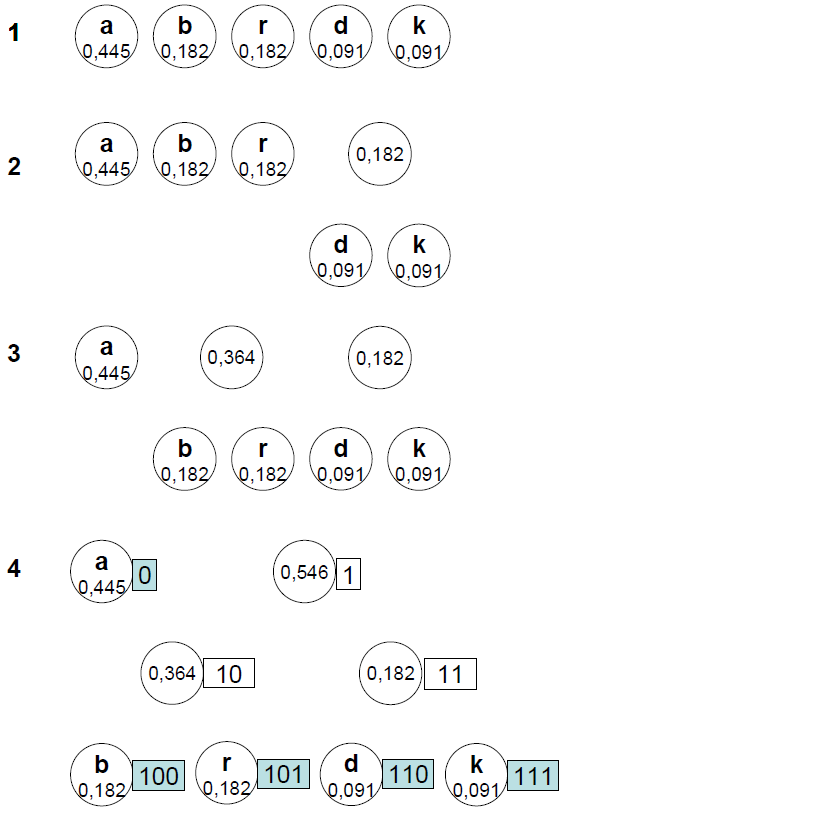 1 a b r d k
0,445 0,182 0,182 0,091 0,091
2 a b r
0,445 0,182 0,182 0,182
d k
0,091 0,091
3 a
0,445 0,364 0,182
b r d k
0,182 0,182 0,091 0,091
4 a
0,445 0 0,546 1
0,364 10 0,182 11
b r d k
0,182 100 0,182 101 0,091 110 0,091 111